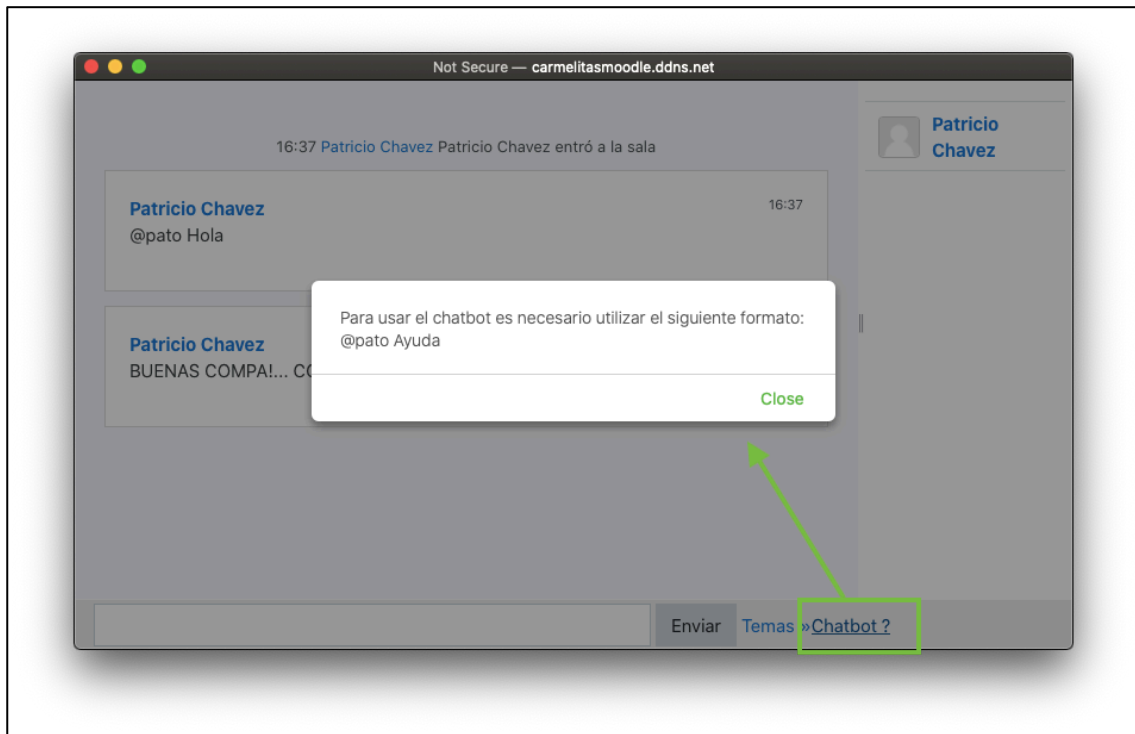 Not Secure — carmelitasmoodle.ddns.net
16:37 Patricio Chavez Patricio Chavez entró a la sala
Patricio
Chavez
Patricio Chavez 16:37
@pato Hola
Para usar el chatbot es necesario utilizar el siguiente formato:
@pato Ayuda
Close
Patricio Chavez
BUENAS COMPA!...
Enviar Temas »Chatbot ?